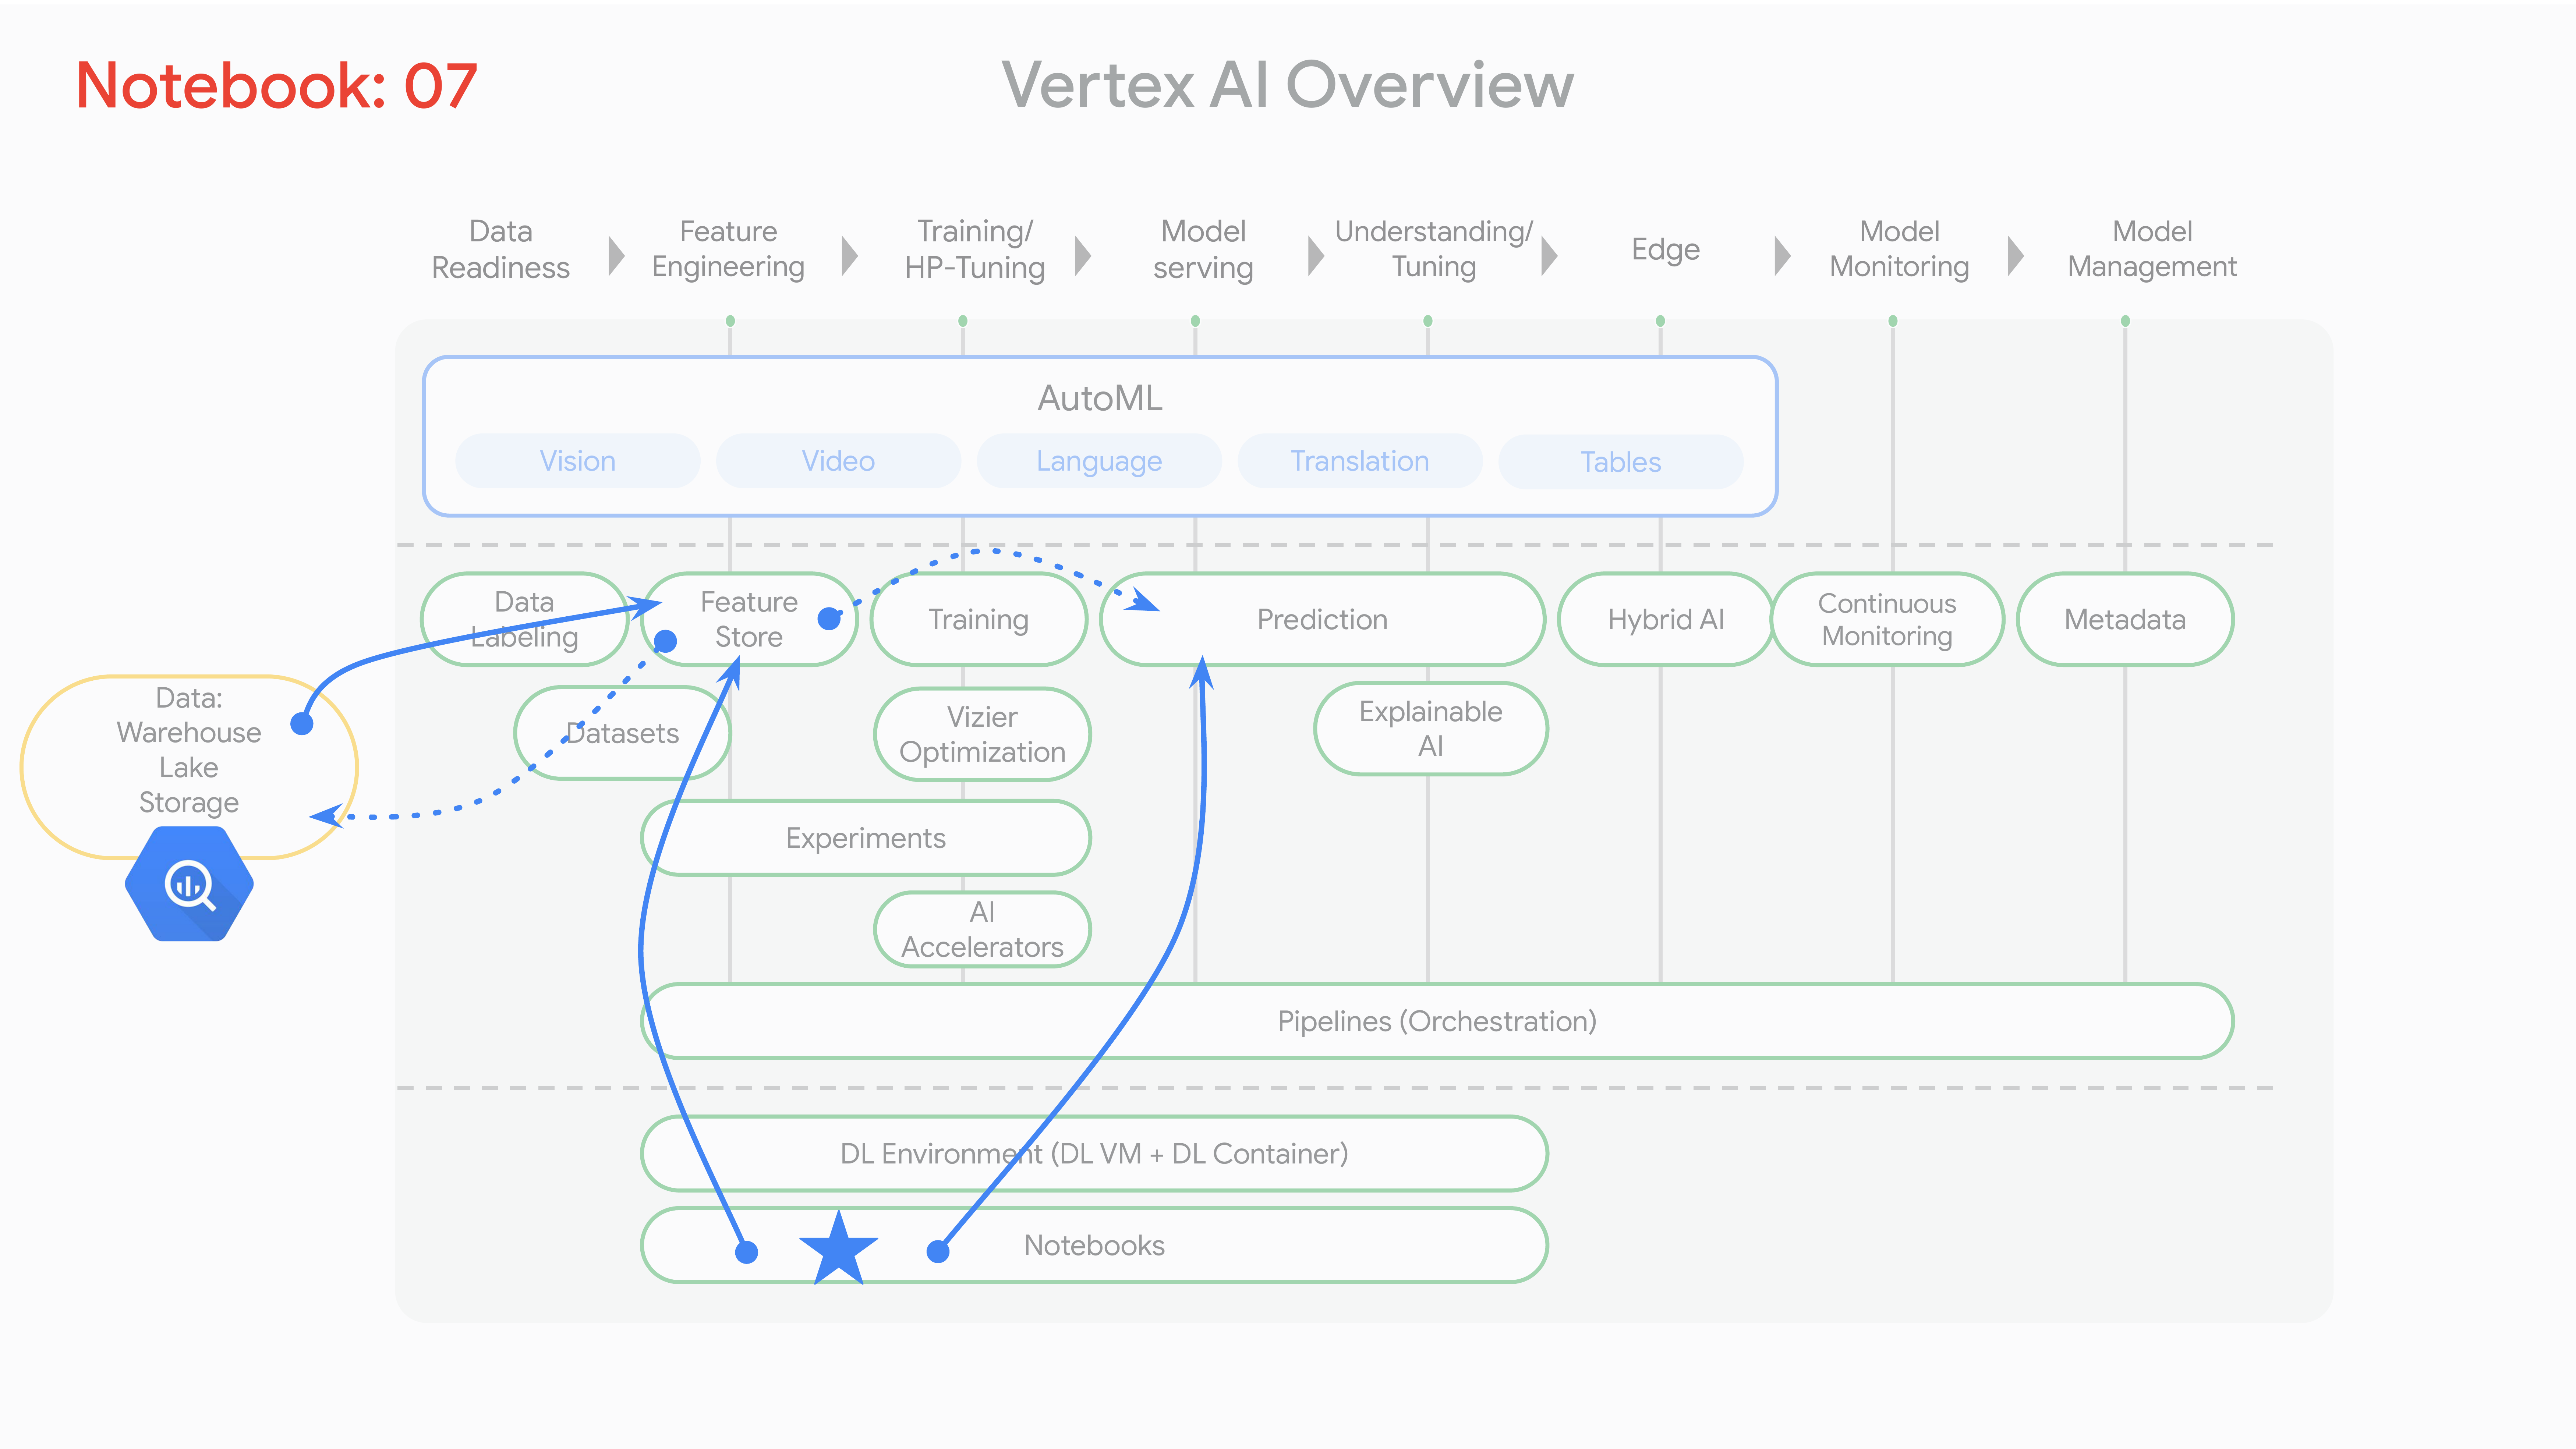 Notebook: 07
Vertex AI Overview
Data
Readiness
Feature
Engineering
Training/
HP-Tuning
Model
serving
Understanding/
Tuning
Edge
Model
Monitoring
Model
Management
AutoML
Vision
Video
Language
Translation
Tables
Data
Labeling
Feature
Store
Training
Prediction
Hybrid AI
Continuous
Monitoring
Metadata
Data:
Warehouse
Lake
Storage
Datasets
Vizier
Optimization
Explainable
AI
Experiments
AI
Accelerators
Pipelines (Orchestration)
DL Environment (DL VM + DL Container)
Notebooks